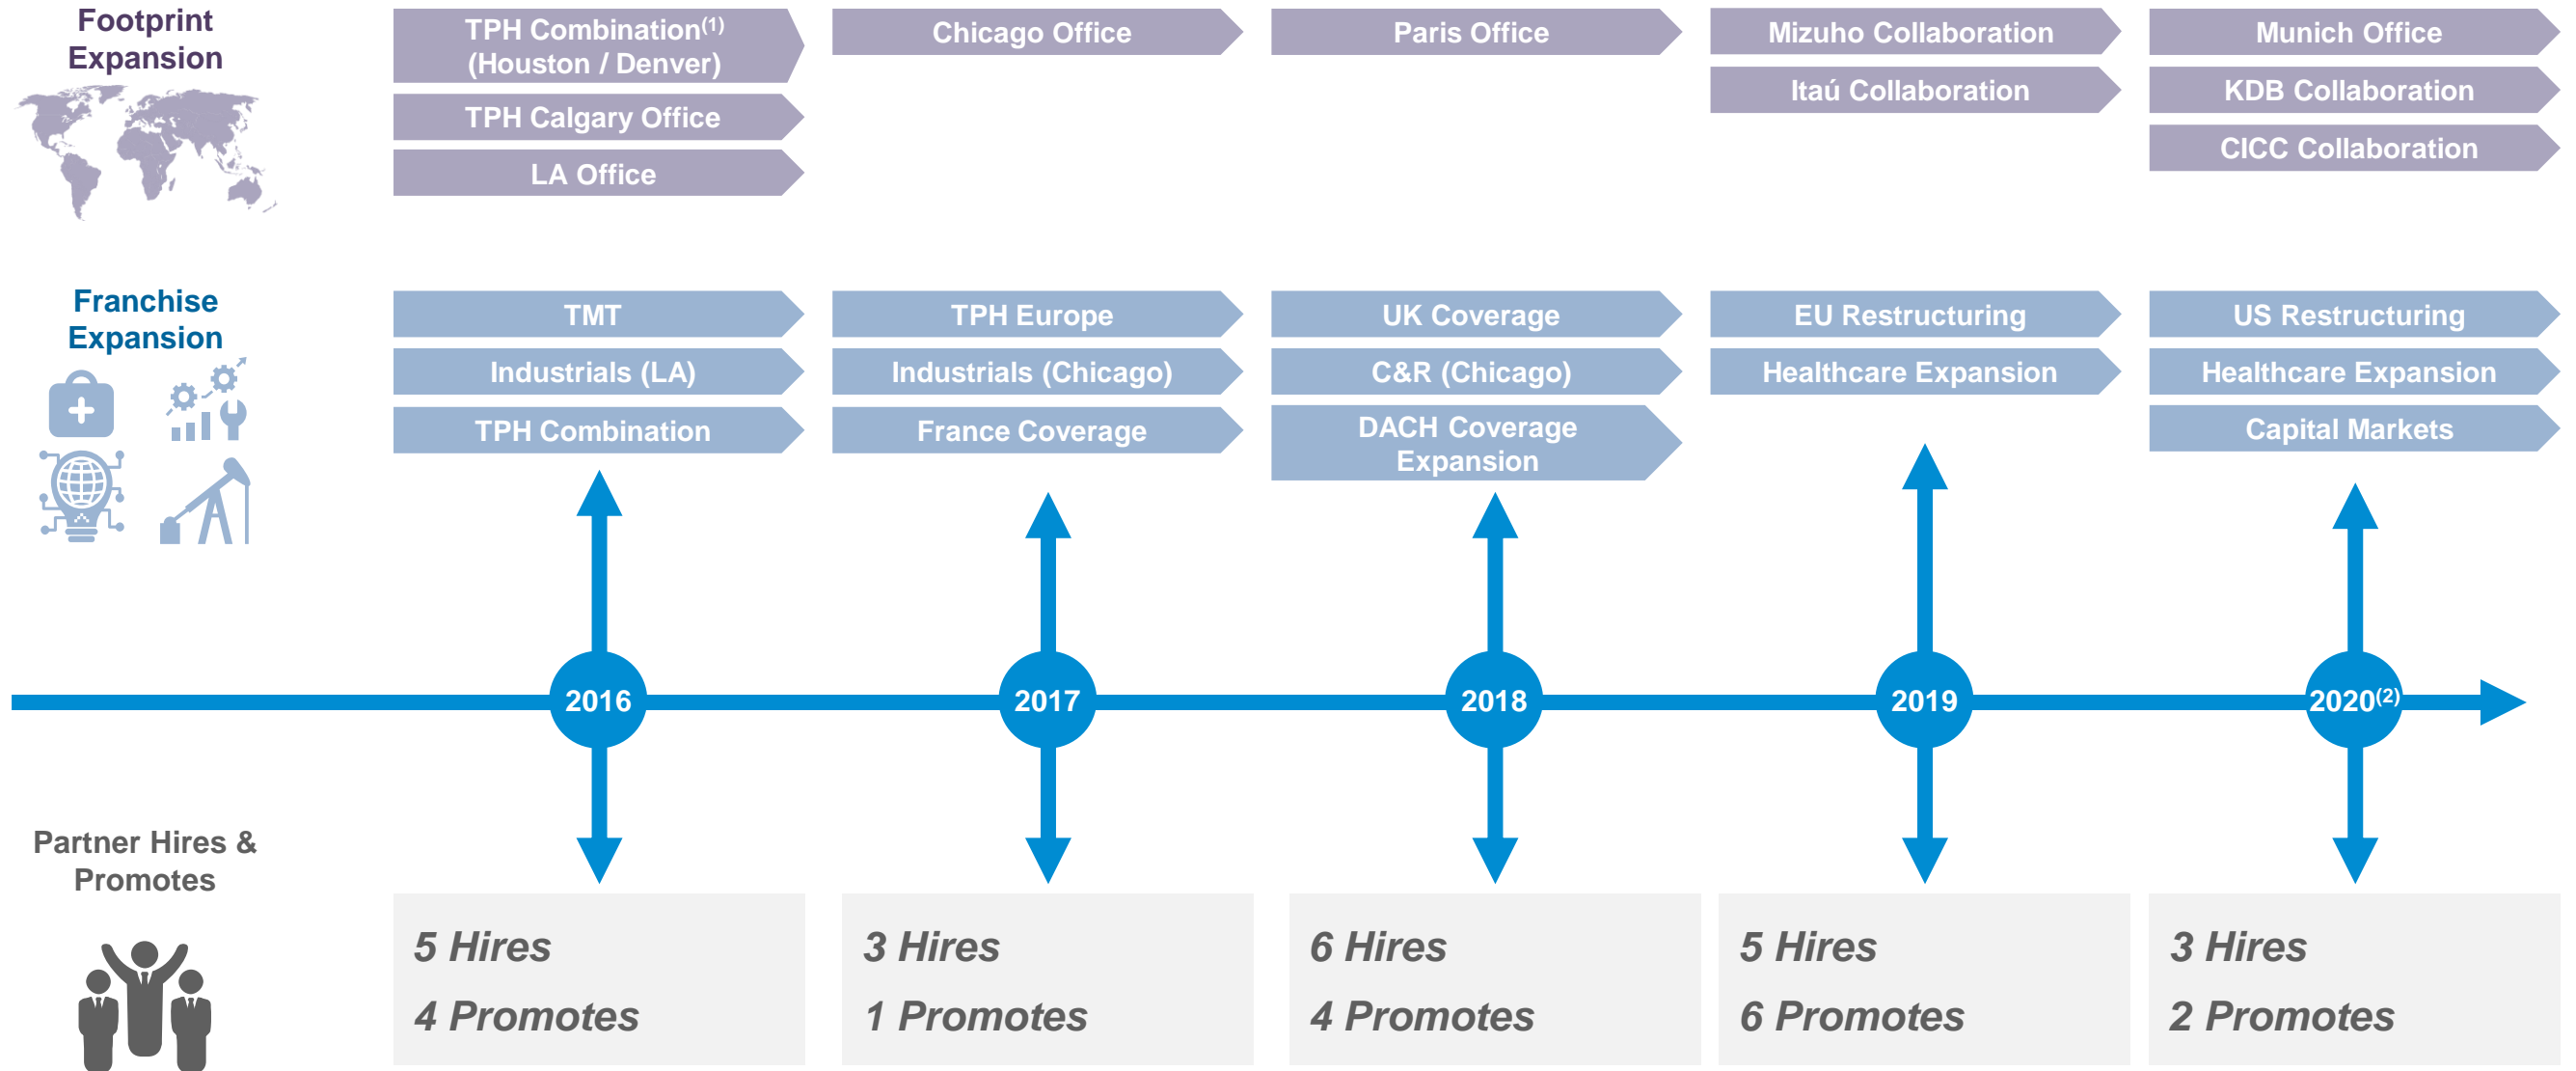 Footprint
Expansion
TPH Combination(1)
(Houston / Denver)
TPH Calgary Office
LA Office
Chicago Office
Paris Office
Mizuho Collaboration
Itaú Collaboration
Munich Office
KDB Collaboration
CICC Collaboration
Franchise
Expansion
TMT
Industrials (LA)
TPH Combination
TPH Europe
Industrials (Chicago)
France Coverage
UK Coverage
C&R (Chicago)
DACH Coverage
Expansion
EU Restructuring
Healthcare Expansion
US Restructuring
Healthcare Expansion
Capital Markets
2016
2017
2018
2019
2020(2)
Partner Hires &
Promotes
5 Hires
4 Promotes
3 Hires
1 Promotes
6 Hires
4 Promotes
5 Hires
6 Promotes
3 Hires
2 Promotes